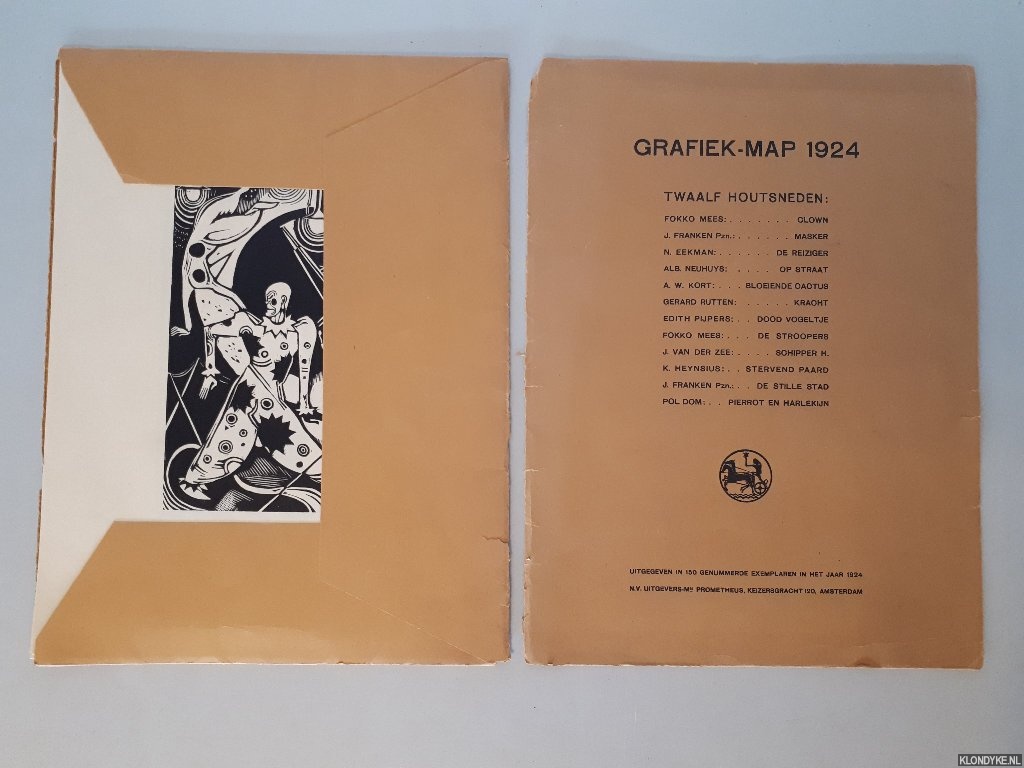 GRAFIEK-MAP 1924
TWAALF HOUTSNEDEN:
FOKKO MEES: . . . . . . . CLOWN
J. FRANKEN Pzn.: . . . . . . MASKER
N. EEKMAN: . . . . . . DE REIZIGER
ALB. NEUHUYS: . . . . OP STRAAT
A. W. KORT: . . . BLOEIENDE CACTUS
GERARD RUTTEN: . . . . . KRACHT
EDITH PIJPERS: . . DOOD VOGELTJE
FOKKO MEES: . . . DE STROOPERS
J. VAN DER ZEE: . . . . SCHIPPER H.
K. HEYNSIUS: . . STERVEND PAARD
J. FRANKEN Pzn.: . . DE STILLE STAD
POL DOM: . . PIERROT EN HARLEKIJN
UITGEGEVEN IN 150 GENUMMERDE EXEMPLAREN IN HET JAAR 1924
N.V. UITGEVERS-Mij PROMETHEUS, KEIZERSGRACHT 120, AMSTERDAM
KLONDYKE.NL